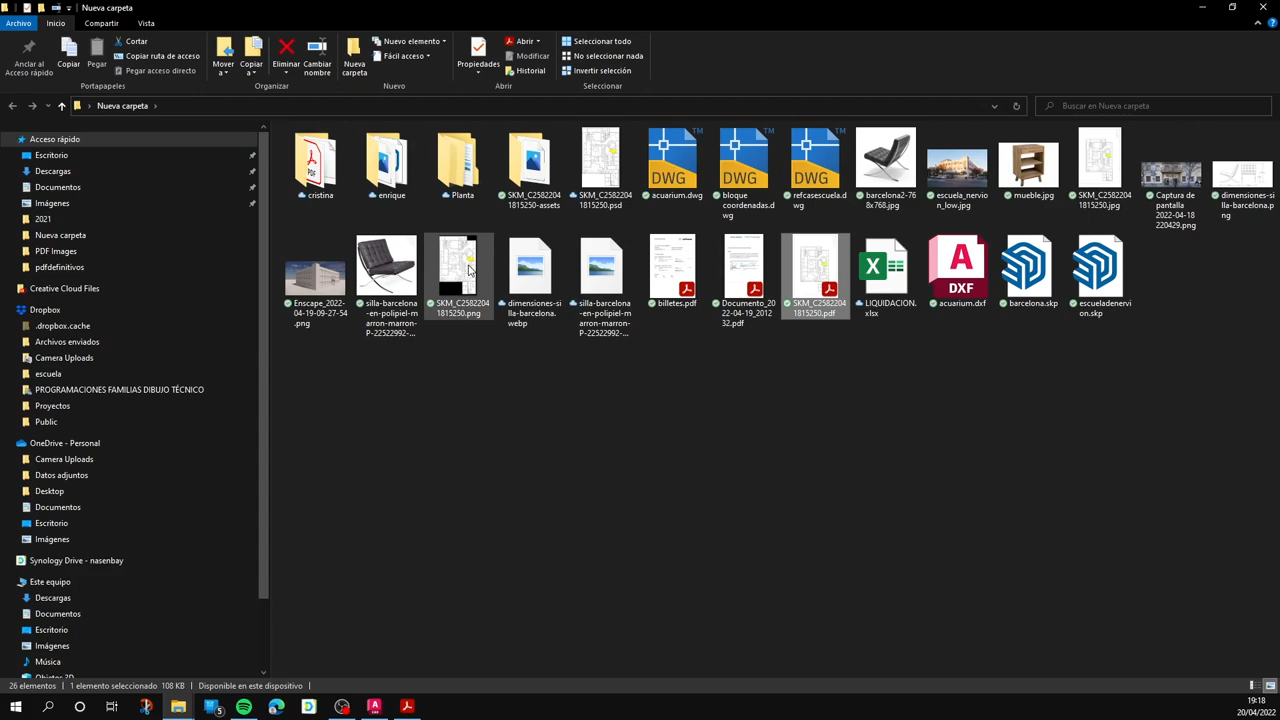 Nueva carpeta
Archivo
Inicio
Compartir
Vista
Anclar al
Acceso rápido
Copiar
Pegar
Cortar
Copiar ruta de acceso
Pegar acceso directo
Portapapeles
Mover
a
Copiar
a
Eliminar
Cambiar
nombre
Organizar
Nueva
carpeta
Nuevo elemento
Fácil acceso
Nuevo
Propiedades
Abrir
Modificar
Historial
Abrir
Seleccionar todo
No seleccionar nada
Invertir selección
Seleccionar
Nueva carpeta
Buscar en Nueva carpeta
Acceso rápido
Escritorio
Descargas
Documentos
Imágenes
2021
Nueva carpeta
PDF Images
pdfdefinitivos
Creative Cloud Files
Dropbox
.dropbox.cache
Archivos enviados
Camera Uploads
escuela
PROGRAMACIONES FAMILIAS DIBUJO TÉCNICO
Proyectos
Public
OneDrive - Personal
Camera Uploads
Datos adjuntos
Desktop
Documentos
Escritorio
Imágenes
Synology Drive - nasenbay
Este equipo
Descargas
Documentos
Escritorio
Imágenes
Música
Objetos 3D
cristina
enrique
Planta
SKM_C2582204
1815250-assets
SKM_C2582204
1815250.psd
DWG
acuarium.dwg
DWG
bloque
coordenadas.d
wg
DWG
refcasescuela.d
wg
barcelona2-76
8x768.jpg
escuela_nervio
n_low.jpg
mueble.jpg
SKM_C2582204
1815250.jpg
Captura de
pantalla
2022-04-18
220429.png
dimensiones-si
lla-barcelona.p
ng
Enscape_2022-
04-19-09-27-54
.png
silla-barcelona
-en-polipiel-m
arron-marron-
P-22522992-...
SKM_C2582204
1815250.png
dimensiones-si
lla-barcelona.
webp
silla-barcelona
-en-polipiel-m
arron-marron-
P-22522992-...
billetes.pdf
Documento_20
22-04-19_2012
32.pdf
SKM_C2582204
1815250.pdf
LIQUIDACION.
xlsx
DXF
acuarium.dxf
barcelona.skp
escueladenervi
on.skp
26 elementos
1 elemento seleccionado 108 KB
Disponible en este dispositivo
5
19:18
20/04/2022